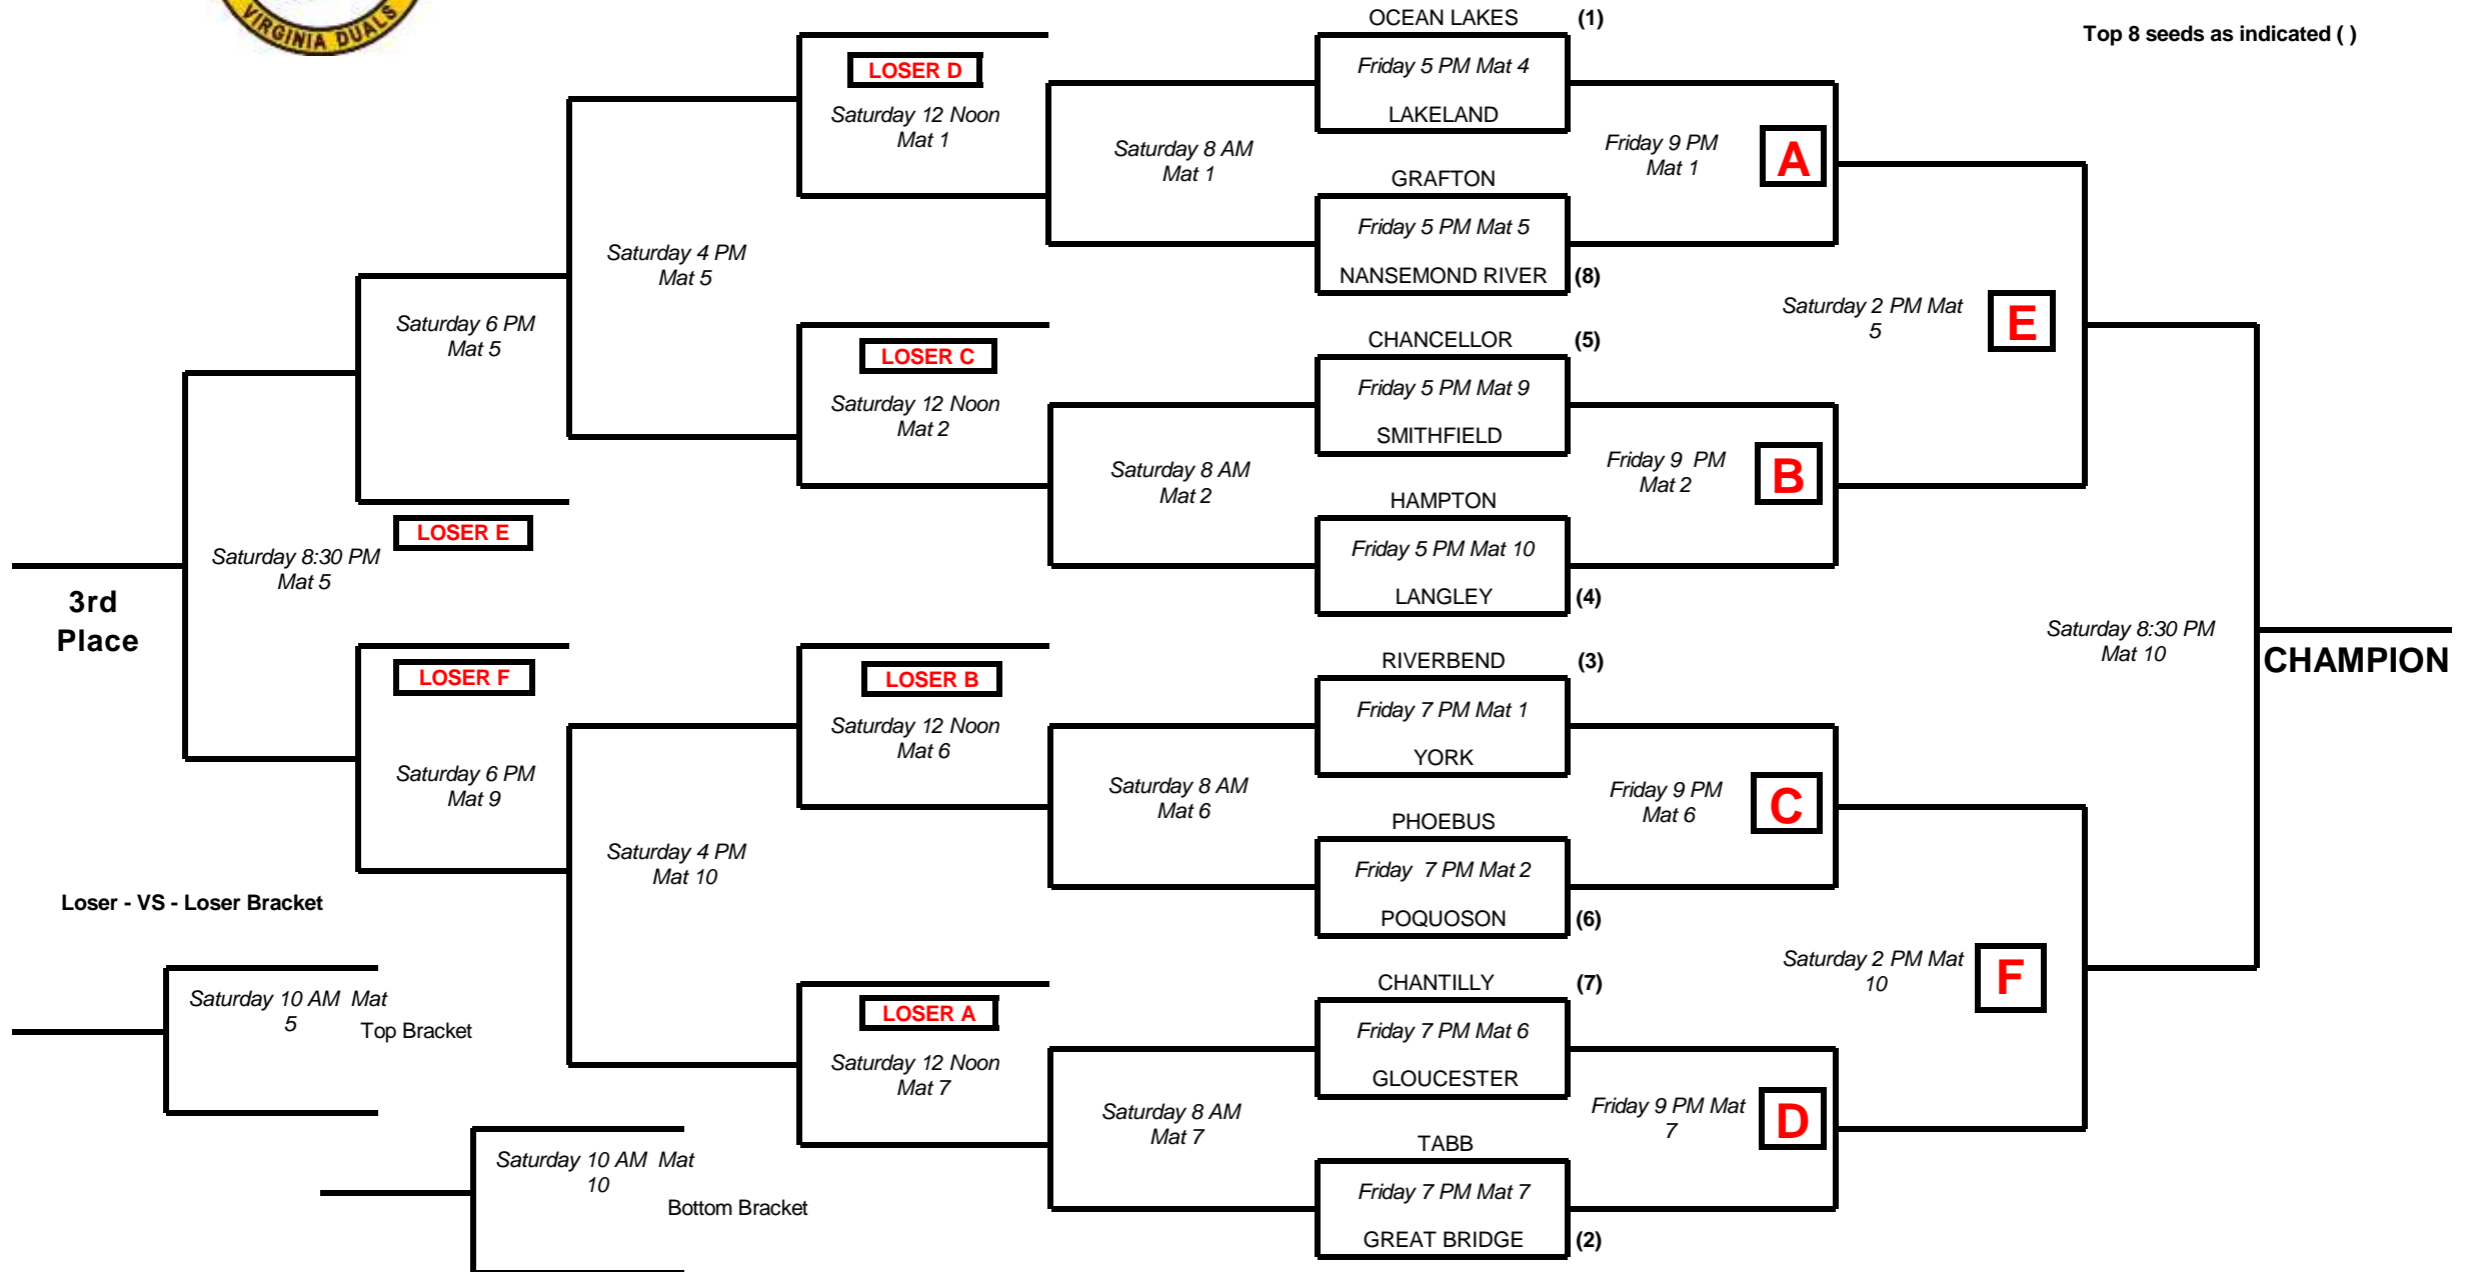 VIRGINIA DUALS
Top 8 seeds as indicated ( )
OCEAN LAKES (1)
Friday 5 PM Mat 4
LAKELAND
GRAFTON
Friday 5 PM Mat 5
NANSEMOND RIVER (8)
CHANCELLOR (5)
Friday 5 PM Mat 9
SMITHFIELD
HAMPTON
Friday 5 PM Mat 10
LANGLEY (4)
RIVERBEND (3)
Friday 7 PM Mat 1
YORK
PHOEBUS
Friday 7 PM Mat 2
POQUOSON (6)
CHANTILLY (7)
Friday 7 PM Mat 6
GLOUCESTER
TABB
Friday 7 PM Mat 7
GREAT BRIDGE (2)
Friday 9 PM
Mat 1
A
Friday 9 PM
Mat 2
B
Friday 9 PM
Mat 6
C
Friday 9 PM Mat
7
D
Saturday 2 PM Mat
5
E
Saturday 2 PM Mat
10
F
Saturday 8:30 PM
Mat 10
CHAMPION
Saturday 8 AM
Mat 1
Saturday 8 AM
Mat 2
Saturday 8 AM
Mat 6
Saturday 8 AM
Mat 7
LOSER D
Saturday 12 Noon
Mat 1
LOSER C
Saturday 12 Noon
Mat 2
LOSER B
Saturday 12 Noon
Mat 6
LOSER A
Saturday 12 Noon
Mat 7
Saturday 4 PM
Mat 5
Saturday 4 PM
Mat 10
Saturday 6 PM
Mat 5
LOSER E
LOSER F
Saturday 6 PM
Mat 9
Saturday 8:30 PM
Mat 5
3rd
Place
Loser - VS - Loser Bracket
Saturday 10 AM Mat
5
Top Bracket
Saturday 10 AM Mat
10
Bottom Bracket